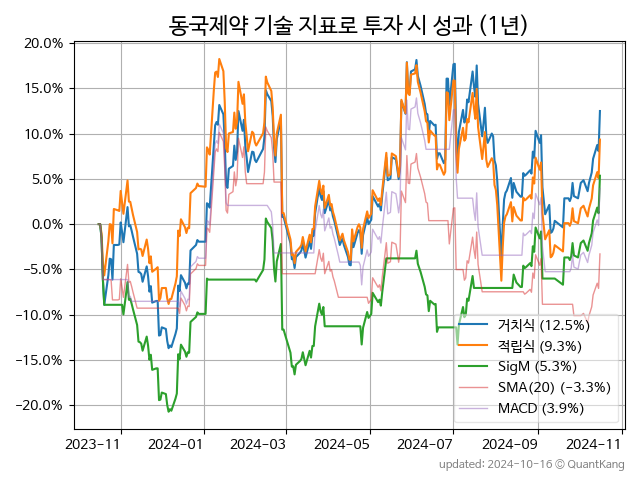 동국제약 기술 지표로 투자 시 성과 (1년)
20.0%
15.0%
10.0%
5.0%
0.0%
−5.0%
−10.0%
−15.0%
−20.0%
거치식 (12.5%)
적립식 (9.3%)
SigM (5.3%)
SMA(20) (−3.3%)
MACD (3.9%)
2023-11 2024-01 2024-03 2024-05 2024-07 2024-09 2024-11
updated: 2024-10-16 © QuantKang